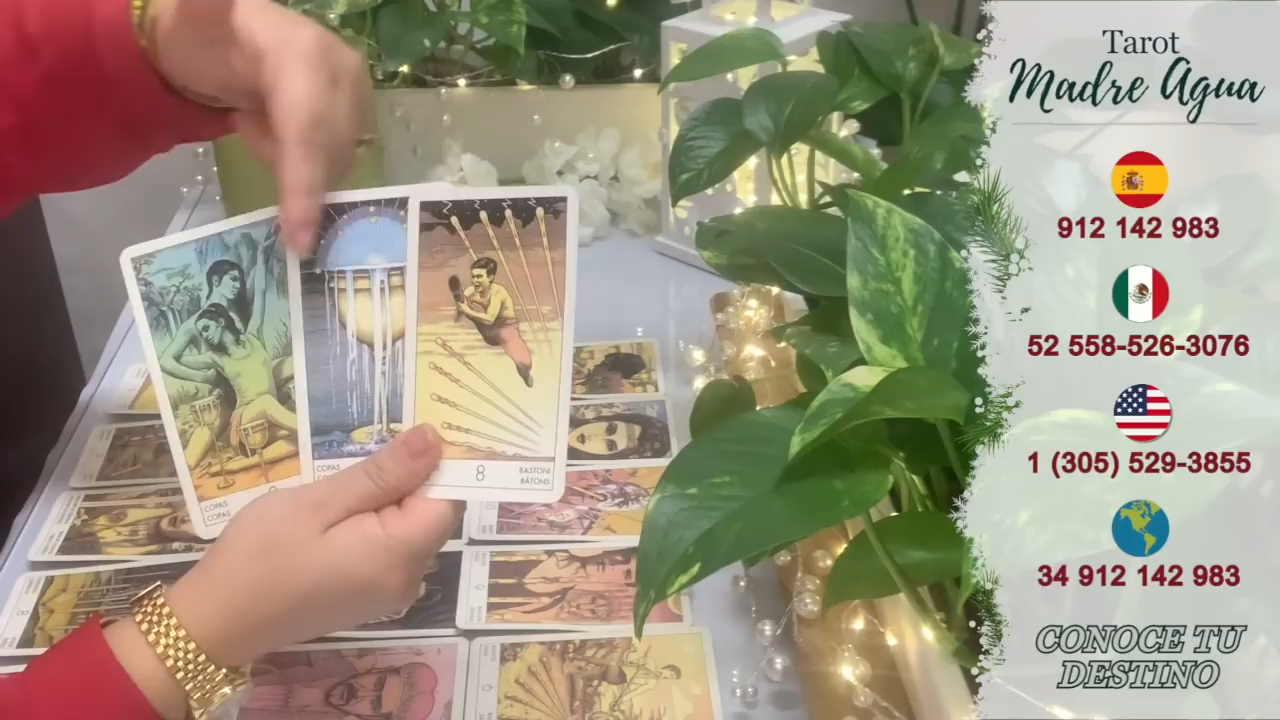 Tarot
Madre Agua
912 142 983
52 558-526-3076
1 (305) 529-3855
34 912 142 983
CONOCE TU
DESTINO
COPAS
COPAS
COPAS
8
BASTONI
BÂTONS